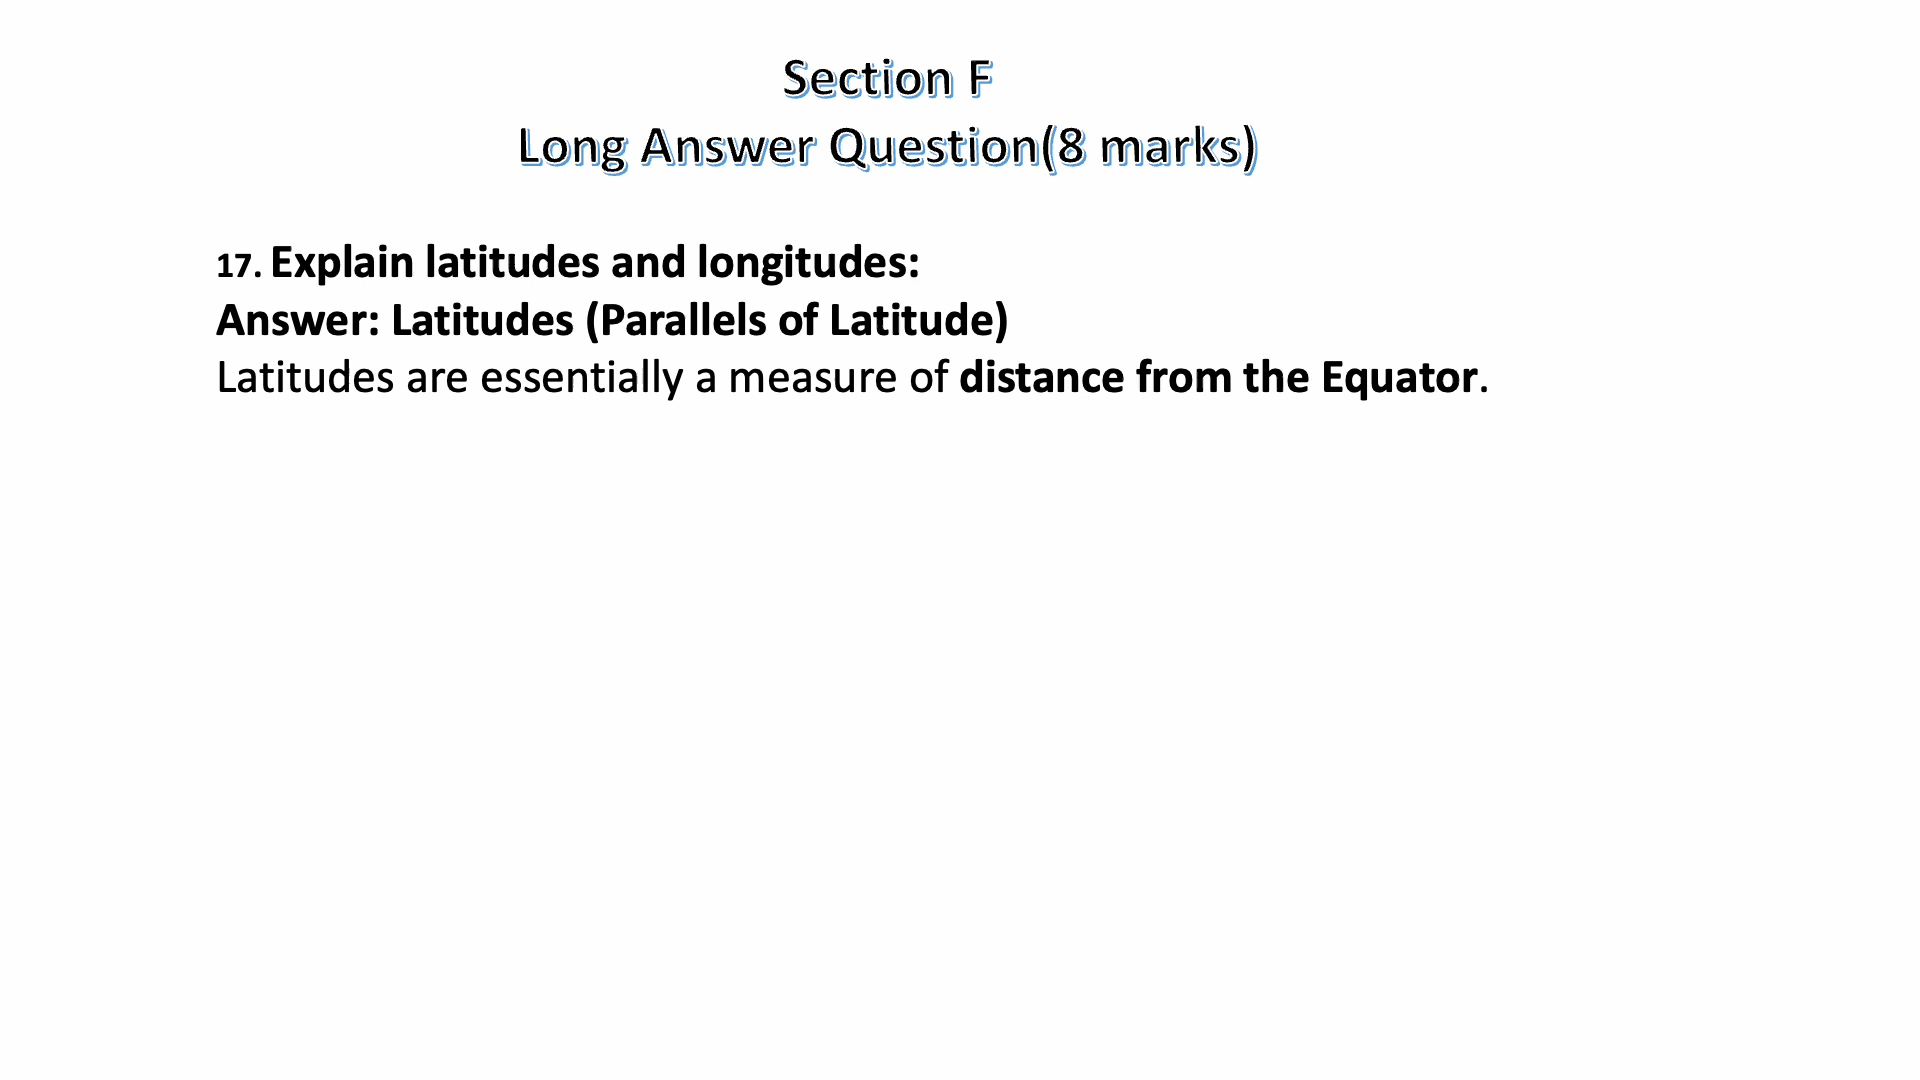 Section F
Long Answer Question(8 marks)
17. Explain latitudes and longitudes:
Answer: Latitudes (Parallels of Latitude)
Latitudes are essentially a measure of distance from the Equator.